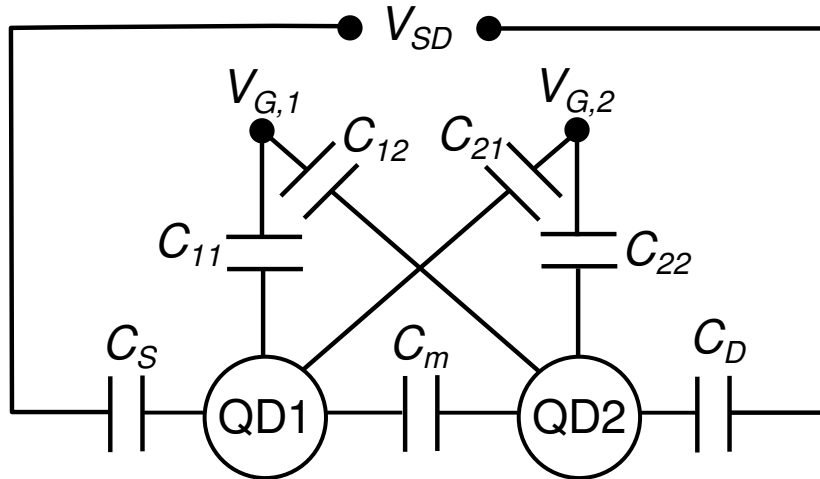 V_SD
V_G,1
V_G,2
C_12
C_21
C_11
C_22
C_S
C_m
C_D
QD1
QD2